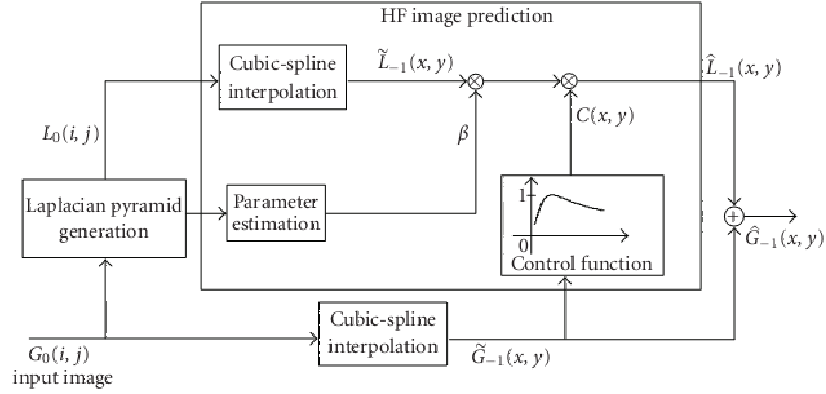 HF image prediction
Cubic-spline
interpolation
L̃₋₁(x, y)
L̂₋₁(x, y)
L₀(i, j)
β
C(x, y)
Laplacian pyramid
generation
Parameter
estimation
1
0
Control function
Ĝ₋₁(x, y)
Cubic-spline
interpolation
G₀(i, j)
input image
G̃₋₁(x, y)